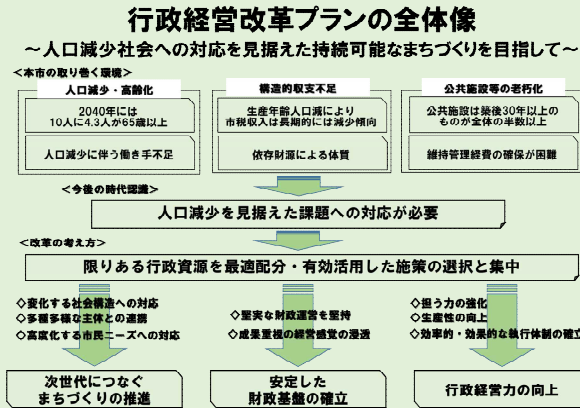 行政経営改革プランの全体像
～人口減少社会への対応を見据えた持続可能なまちづくりを目指して～
＜本市の取り働く環境＞
人口減少・高齢化
2040年には
10人に4.3人が65歳以上
人口減少に伴う働き手不足
構造的収支不足
生産年齢人口減により
市税収入は長期的には減少傾向
依存財源による体質
公共施設等の老朽化
公共施設は築後30年以上の
ものが全体の半数以上
維持管理経費の確保が困難
＜今後の時代認識＞
人口減少を見据えた課題への対応が必要
＜改革の考え方＞
限りある行政資源を最適配分・有効活用した施策の選択と集中
◇変化する社会構造への対応
◇多種多様な主体との連携
◇高度化する市民ニーズへの対応
◇堅実な財政運営を堅持
◇成果重視の経営感覚の浸透
◇担う力の強化
◇生産性の向上
◇効率的・効果的な執行体制の確立
次世代につなぐ
まちづくりの推進
安定した
財政基盤の確立
行政経営力の向上